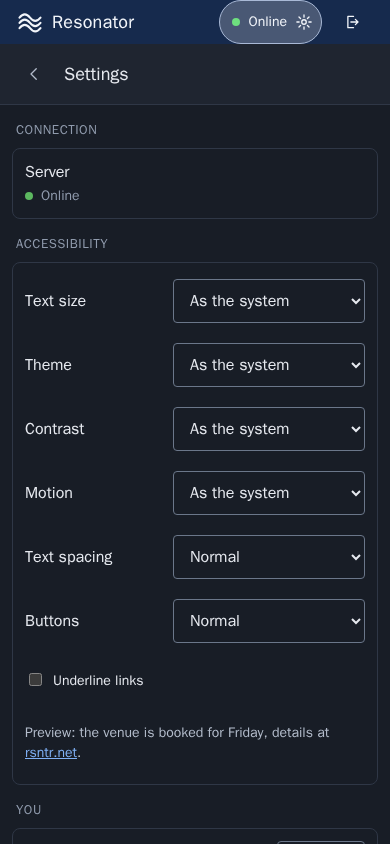 Resonator
Online
Settings
CONNECTION
Server
Online
ACCESSIBILITY
Text size
As the system
Theme
As the system
Contrast
As the system
Motion
As the system
Text spacing
Normal
Buttons
Normal
Underline links
Preview: the venue is booked for Friday, details at
rsntr.net.
YOU